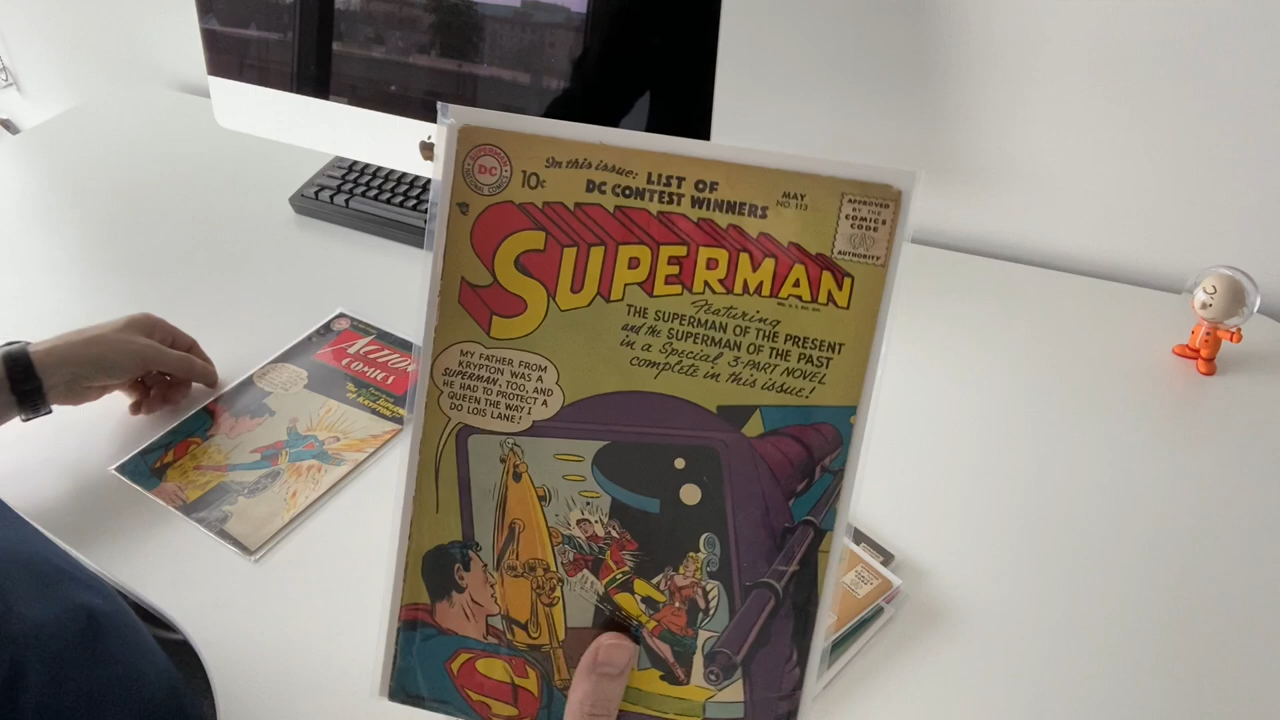 SUPERMAN
DC
NATIONAL COMICS
10¢
In this issue: LIST OF
DC CONTEST WINNERS
MAY
NO. 113
APPROVED
BY THE
COMICS
CODE
AUTHORITY
SUPERMAN
Featuring
THE SUPERMAN OF THE PRESENT
and the SUPERMAN OF THE PAST
in a Special 3-PART NOVEL
complete in this issue!
MY FATHER FROM
KRYPTON WAS A
SUPERMAN, TOO, AND
HE HAD TO PROTECT A
QUEEN THE WAY I
DO LOIS LANE!
S
ACTION
COMICS
OF KRYPTON!"